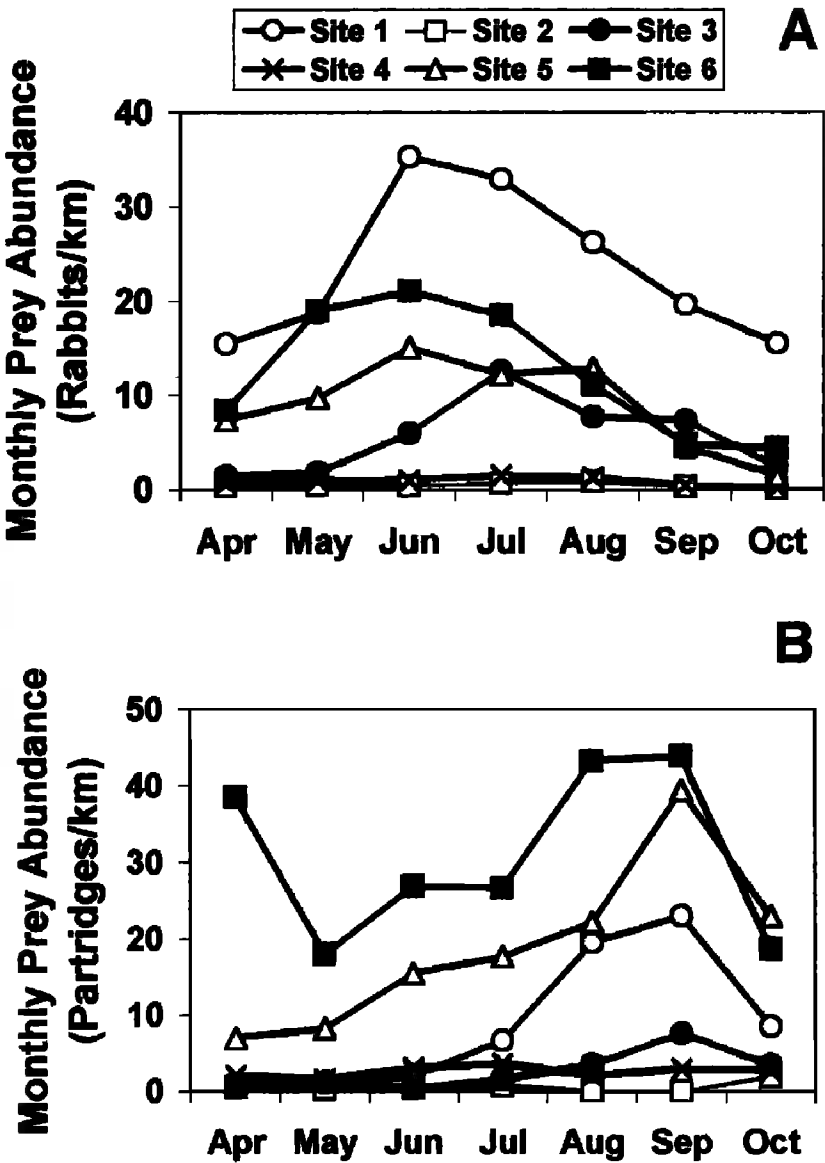 Site 1 Site 2 Site 3
Site 4 Site 5 Site 6
A
Monthly Prey Abundance
(Rabbits/km)
40
30
20
10
0
Apr May Jun Jul Aug Sep Oct
B
Monthly Prey Abundance
(Partridges/km)
50
40
30
20
10
0
Apr May Jun Jul Aug Sep Oct